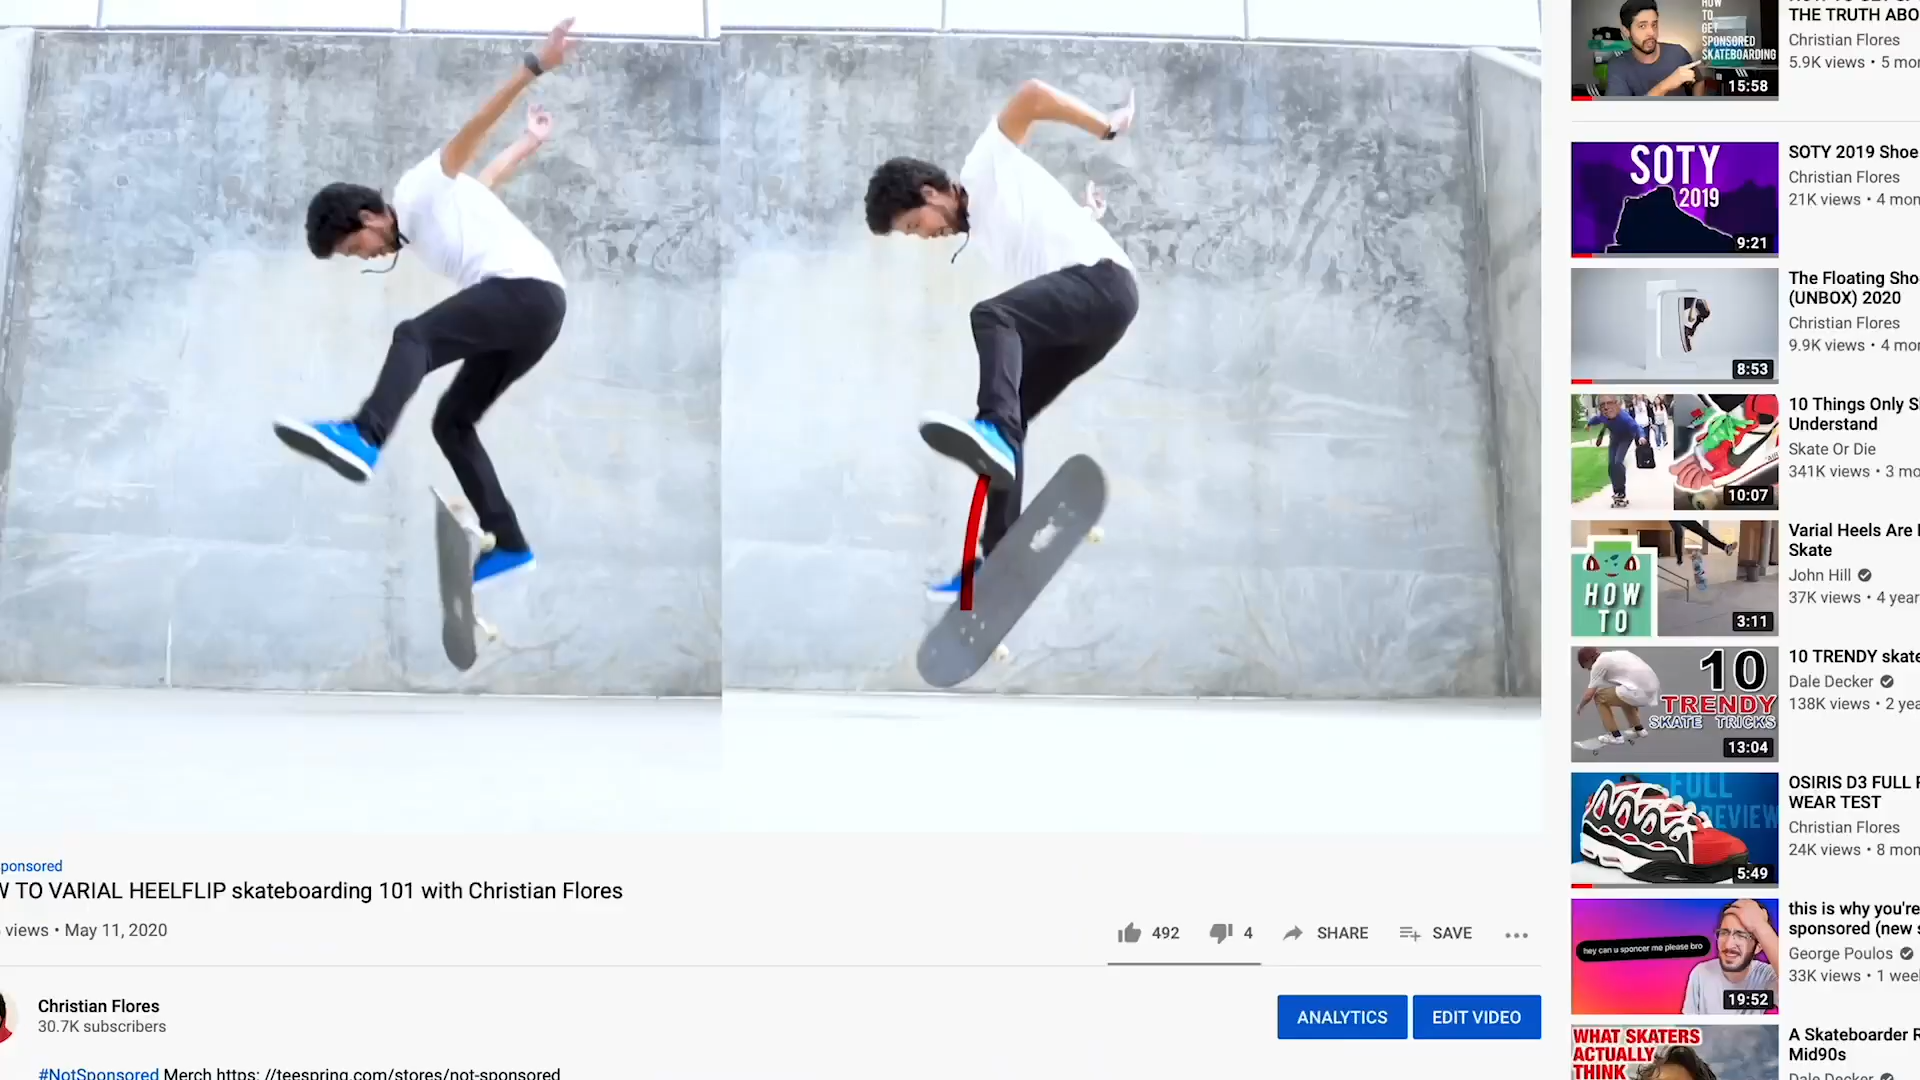 ponsored
W TO VARIAL HEELFLIP skateboarding 101 with Christian Flores
views • May 11, 2020
492
4
SHARE
SAVE
Christian Flores
30.7K subscribers
ANALYTICS
EDIT VIDEO
#NotSponsored Merch https: //teespring.com/stores/not-sponsored
HOW
TO
GET
SPONSORED
SKATEBOARDING
15:58
THE TRUTH ABO
Christian Flores
5.9K views • 5 mon
SOTY
2019
9:21
SOTY 2019 Shoe
Christian Flores
21K views • 4 mon
8:53
The Floating Sho
(UNBOX) 2020
Christian Flores
9.9K views • 4 mon
10:07
10 Things Only S
Understand
Skate Or Die
341K views • 3 mo
HOW
TO
3:11
Varial Heels Are
Skate
John Hill
37K views • 4 year
10
TRENDY
SKATE TRICKS
13:04
10 TRENDY skate
Dale Decker
138K views • 2 yea
FULL
REVIEW
5:49
OSIRIS D3 FULL
WEAR TEST
Christian Flores
24K views • 8 mon
hey can u sponcer me please bro
19:52
this is why you're
sponsored (new s
George Poulos
33K views • 1 week
WHAT SKATERS
ACTUALLY
THINK
A Skateboarder R
Mid90s
Dale Decker